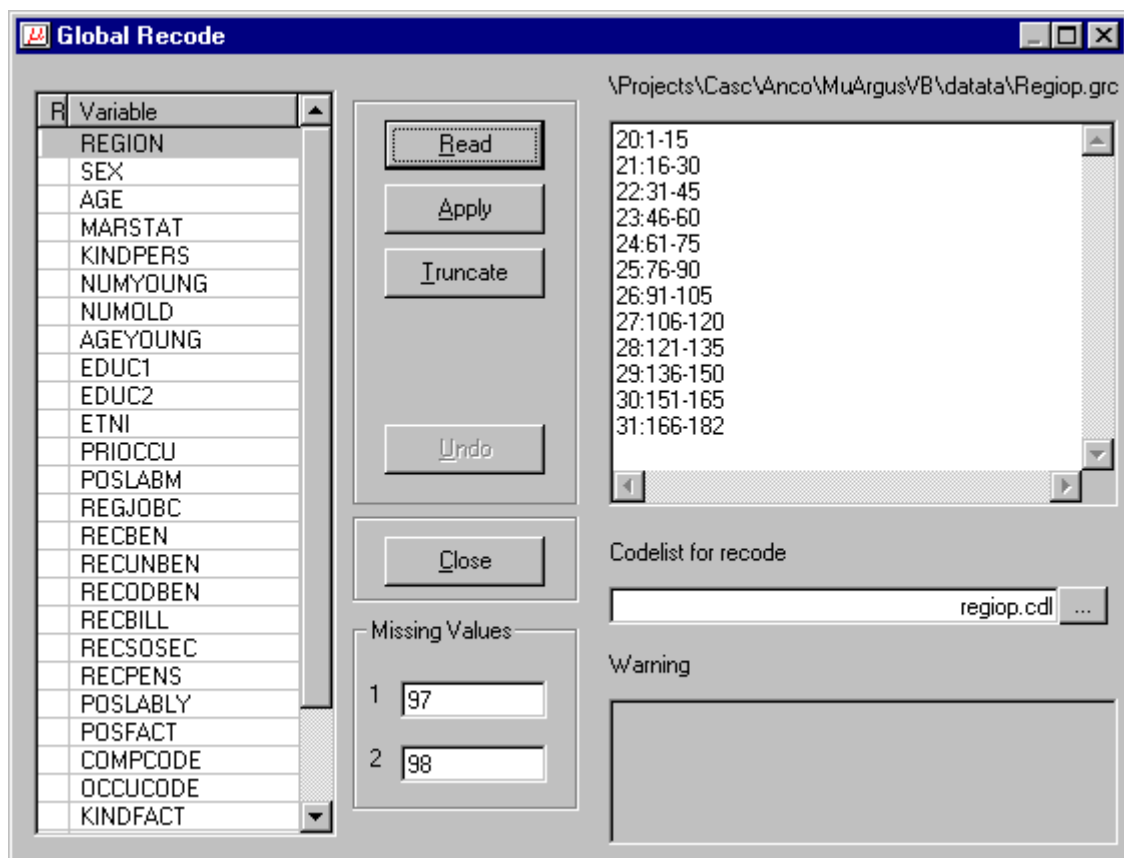 µ Global Recode
R Variable
REGION
SEX
AGE
MARSTAT
KINDPERS
NUMYOUNG
NUMOLD
AGEYOUNG
EDUC1
EDUC2
ETNI
PRIOCCU
POSLABM
REGJOBC
RECBEN
RECUNBEN
RECODBEN
RECBILL
RECSOSEC
RECPENS
POSLABLY
POSFACT
COMPCODE
OCCUCODE
KINDFACT
Read
Apply
Truncate
Undo
Close
Missing Values
1 97
2 98
\Projects\Casc\Anco\MuArgusVB\datata\Regiop.grc
20:1-15
21:16-30
22:31-45
23:46-60
24:61-75
25:76-90
26:91-105
27:106-120
28:121-135
29:136-150
30:151-165
31:166-182
Codelist for recode
regiop.cdl ...
Warning